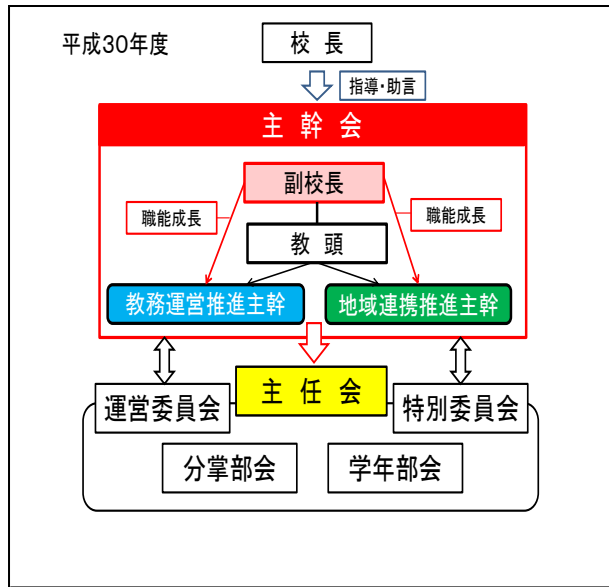 平成30年度
校 長
指導・助言
主 幹 会
副校長
職能成長
職能成長
教 頭
教務運営推進主幹
地域連携推進主幹
主 任 会
運営委員会
特別委員会
分掌部会
学年部会